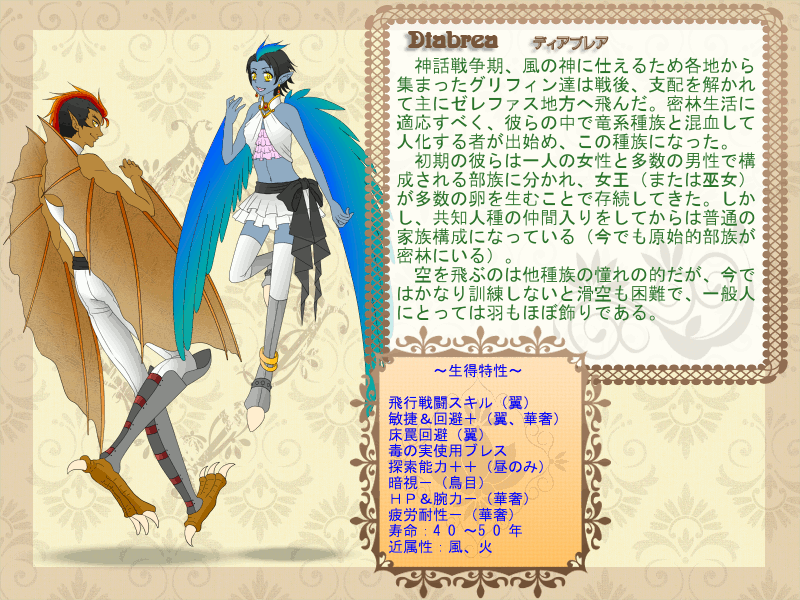 Diabrea ディアブレア
　神話戦争期、風の神に仕えるため各地から
集まったグリフィン達は戦後、支配を解かれ
て主にゼレファス地方へ飛んだ。密林生活に
適応すべく、彼らの中で竜系種族と混血して
人化する者が出始め、この種族になった。
　初期の彼らは一人の女性と多数の男性で構
成される部族に分かれ、女王（または巫女）
が多数の卵を生むことで存続してきた。しか
し、共知人種の仲間入りをしてからは普通の
家族構成になっている（今でも原始的部族が
密林にいる）。
　空を飛ぶのは他種族の憧れの的だが、今で
はかなり訓練しないと滑空も困難で、一般人
にとっては羽もほぼ飾りである。
～生得特性～
飛行戦闘スキル（翼）
敏捷＆回避＋（翼、華奢）
床罠回避（翼）
毒の実使用ブレス
探索能力＋＋（昼のみ）
暗視－（鳥目）
ＨＰ＆腕力－（華奢）
疲労耐性－（華奢）
寿命：４０～５０年
近属性：風、火